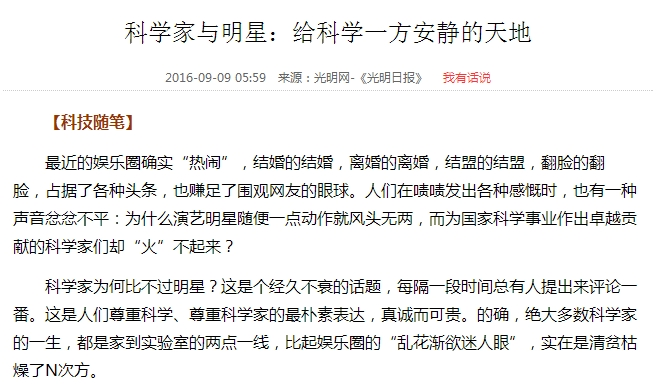 科学家与明星：给科学一方安静的天地
2016-09-09 05:59 来源：光明网-《光明日报》 我有话说
【科技随笔】
最近的娱乐圈确实“热闹”，结婚的结婚，离婚的离婚，结盟的结盟，翻脸的翻
脸，占据了各种头条，也赚足了围观网友的眼球。人们在啧啧发出各种感慨时，也有一种
声音忿忿不平：为什么演艺明星随便一点动作就风头无两，而为国家科学事业作出卓越贡
献的科学家们却“火”不起来？
科学家为何比不过明星？这是个经久不衰的话题，每隔一段时间总有人提出来评论一
番。这是人们尊重科学、尊重科学家的最朴素表达，真诚而可贵。的确，绝大多数科学家
的一生，都是家到实验室的两点一线，比起娱乐圈的“乱花渐欲迷人眼”，实在是清贫枯
燥了N次方。